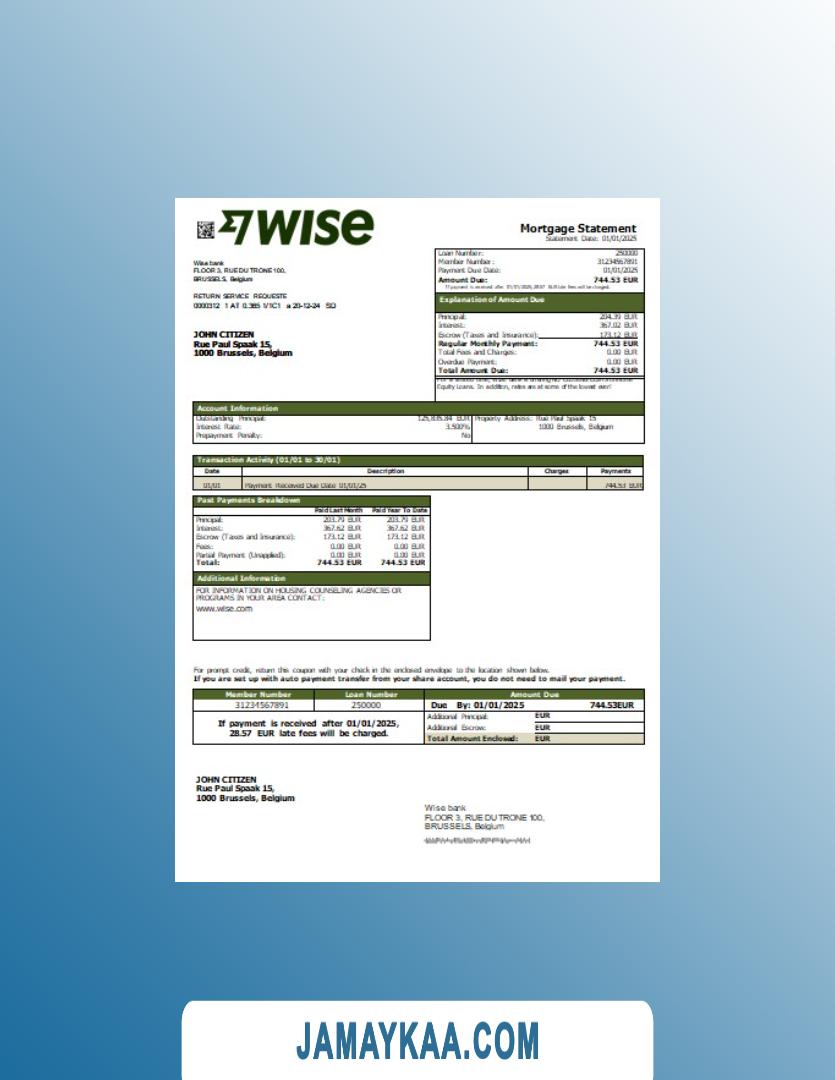 WISE
Mortgage Statement
Statement Date: 01/01/2025
Wise bank
FLOOR 3, RUE DU TRONE 100,
BRUSSELS, Belgium
RETURN SERVICE REQUESTE
0000312 1 AT 0.365 1/1C1 a 20-12-24 SD
JOHN CITIZEN
Rue Paul Spaak 15,
1000 Brussels, Belgium
Loan Number: 250000
Member Number: 31234567891
Payment Due Date: 01/01/2025
Amount Due: 744.53 EUR
If payment is received after 01/01/2025, 28.57 EUR late fees will be charged.
Explanation of Amount Due
Principal: 204.39 EUR
Interest: 367.02 EUR
Escrow (Taxes and Insurance): 173.12 EUR
Regular Monthly Payment: 744.53 EUR
Total Fees and Charges: 0.00 EUR
Overdue Payment: 0.00 EUR
Total Amount Due: 744.53 EUR
Equity Loans. In addition, rates are at some of the lowest ever!
Account Information
Outstanding Principal: 125,835.84 EUR Property Address: Rue Paul Spaak 15
Interest Rate: 3.500% 1000 Brussels, Belgium
Prepayment Penalty: No
Transaction Activity (01/01 to 30/01)
Date Description Charges Payments
01/01 Payment Received Due Date 01/01/25 744.53 EUR
Past Payments Breakdown
Paid Last Month Paid Year To Date
Principal: 203.79 EUR 203.79 EUR
Interest: 367.62 EUR 367.62 EUR
Escrow (Taxes and Insurance): 173.12 EUR 173.12 EUR
Fees: 0.00 EUR 0.00 EUR
Partial Payment (Unapplied): 0.00 EUR 0.00 EUR
Total: 744.53 EUR 744.53 EUR
Additional Information
FOR INFORMATION ON HOUSING COUNSELING AGENCIES OR
PROGRAMS IN YOUR AREA CONTACT:
www.wise.com
For prompt credit, return this coupon with your check in the enclosed envelope to the location shown below.
If you are set up with auto payment transfer from your share account, you do not need to mail your payment.
Member Number Loan Number Amount Due
31234567891 250000 Due By: 01/01/2025 744.53EUR
If payment is received after 01/01/2025,
28.57 EUR late fees will be charged.
Additional Principal: EUR
Additional Escrow: EUR
Total Amount Enclosed: EUR
JOHN CITIZEN
Rue Paul Spaak 15,
1000 Brussels, Belgium
Wise bank
FLOOR 3, RUE DU TRONE 100,
BRUSSELS, Belgium
JAMAYKAA.COM